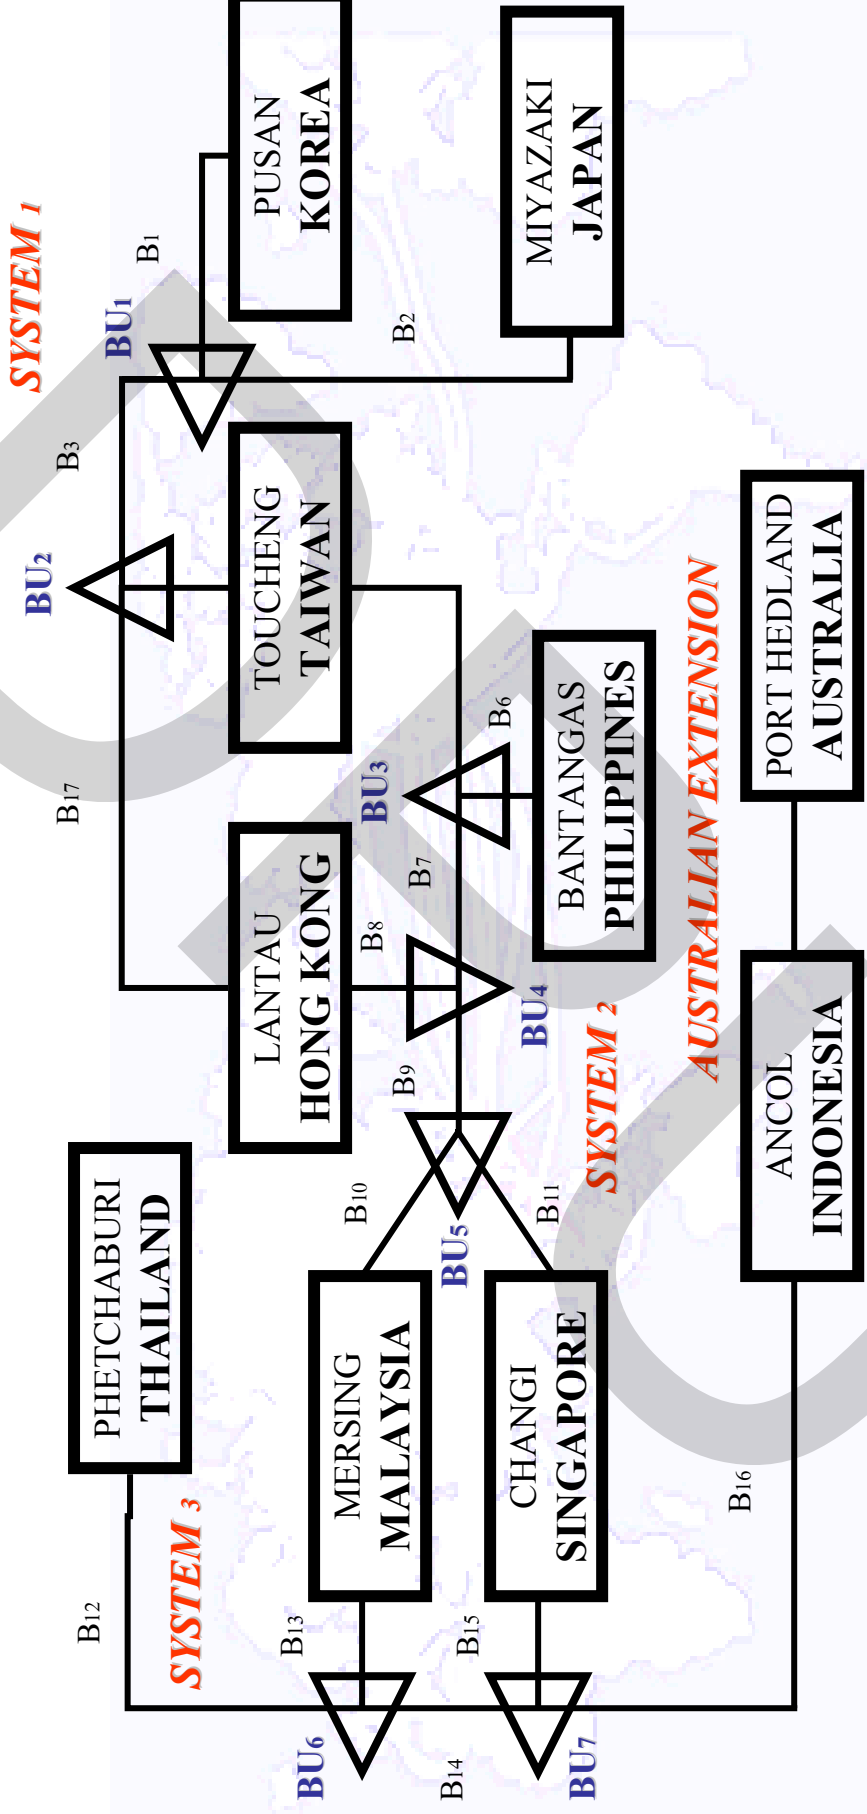 SYSTEM 1
B1
BU1
PUSAN
KOREA
B2
MIYAZAKI
JAPAN
B3
BU2
TOUCHENG
TAIWAN
B17
BU3
B6
BANTANGAS
PHILIPPINES
B7
LANTAU
HONG KONG
B8
BU4
B9
SYSTEM 2
AUSTRALIAN EXTENSION
PORT HEDLAND
AUSTRALIA
ANCOL
INDONESIA
PHETCHABURI
THAILAND
B10
BU5
B11
MERSING
MALAYSIA
CHANGI
SINGAPORE
SYSTEM 3
B12
B13
B15
B16
BU6
B14
BU7